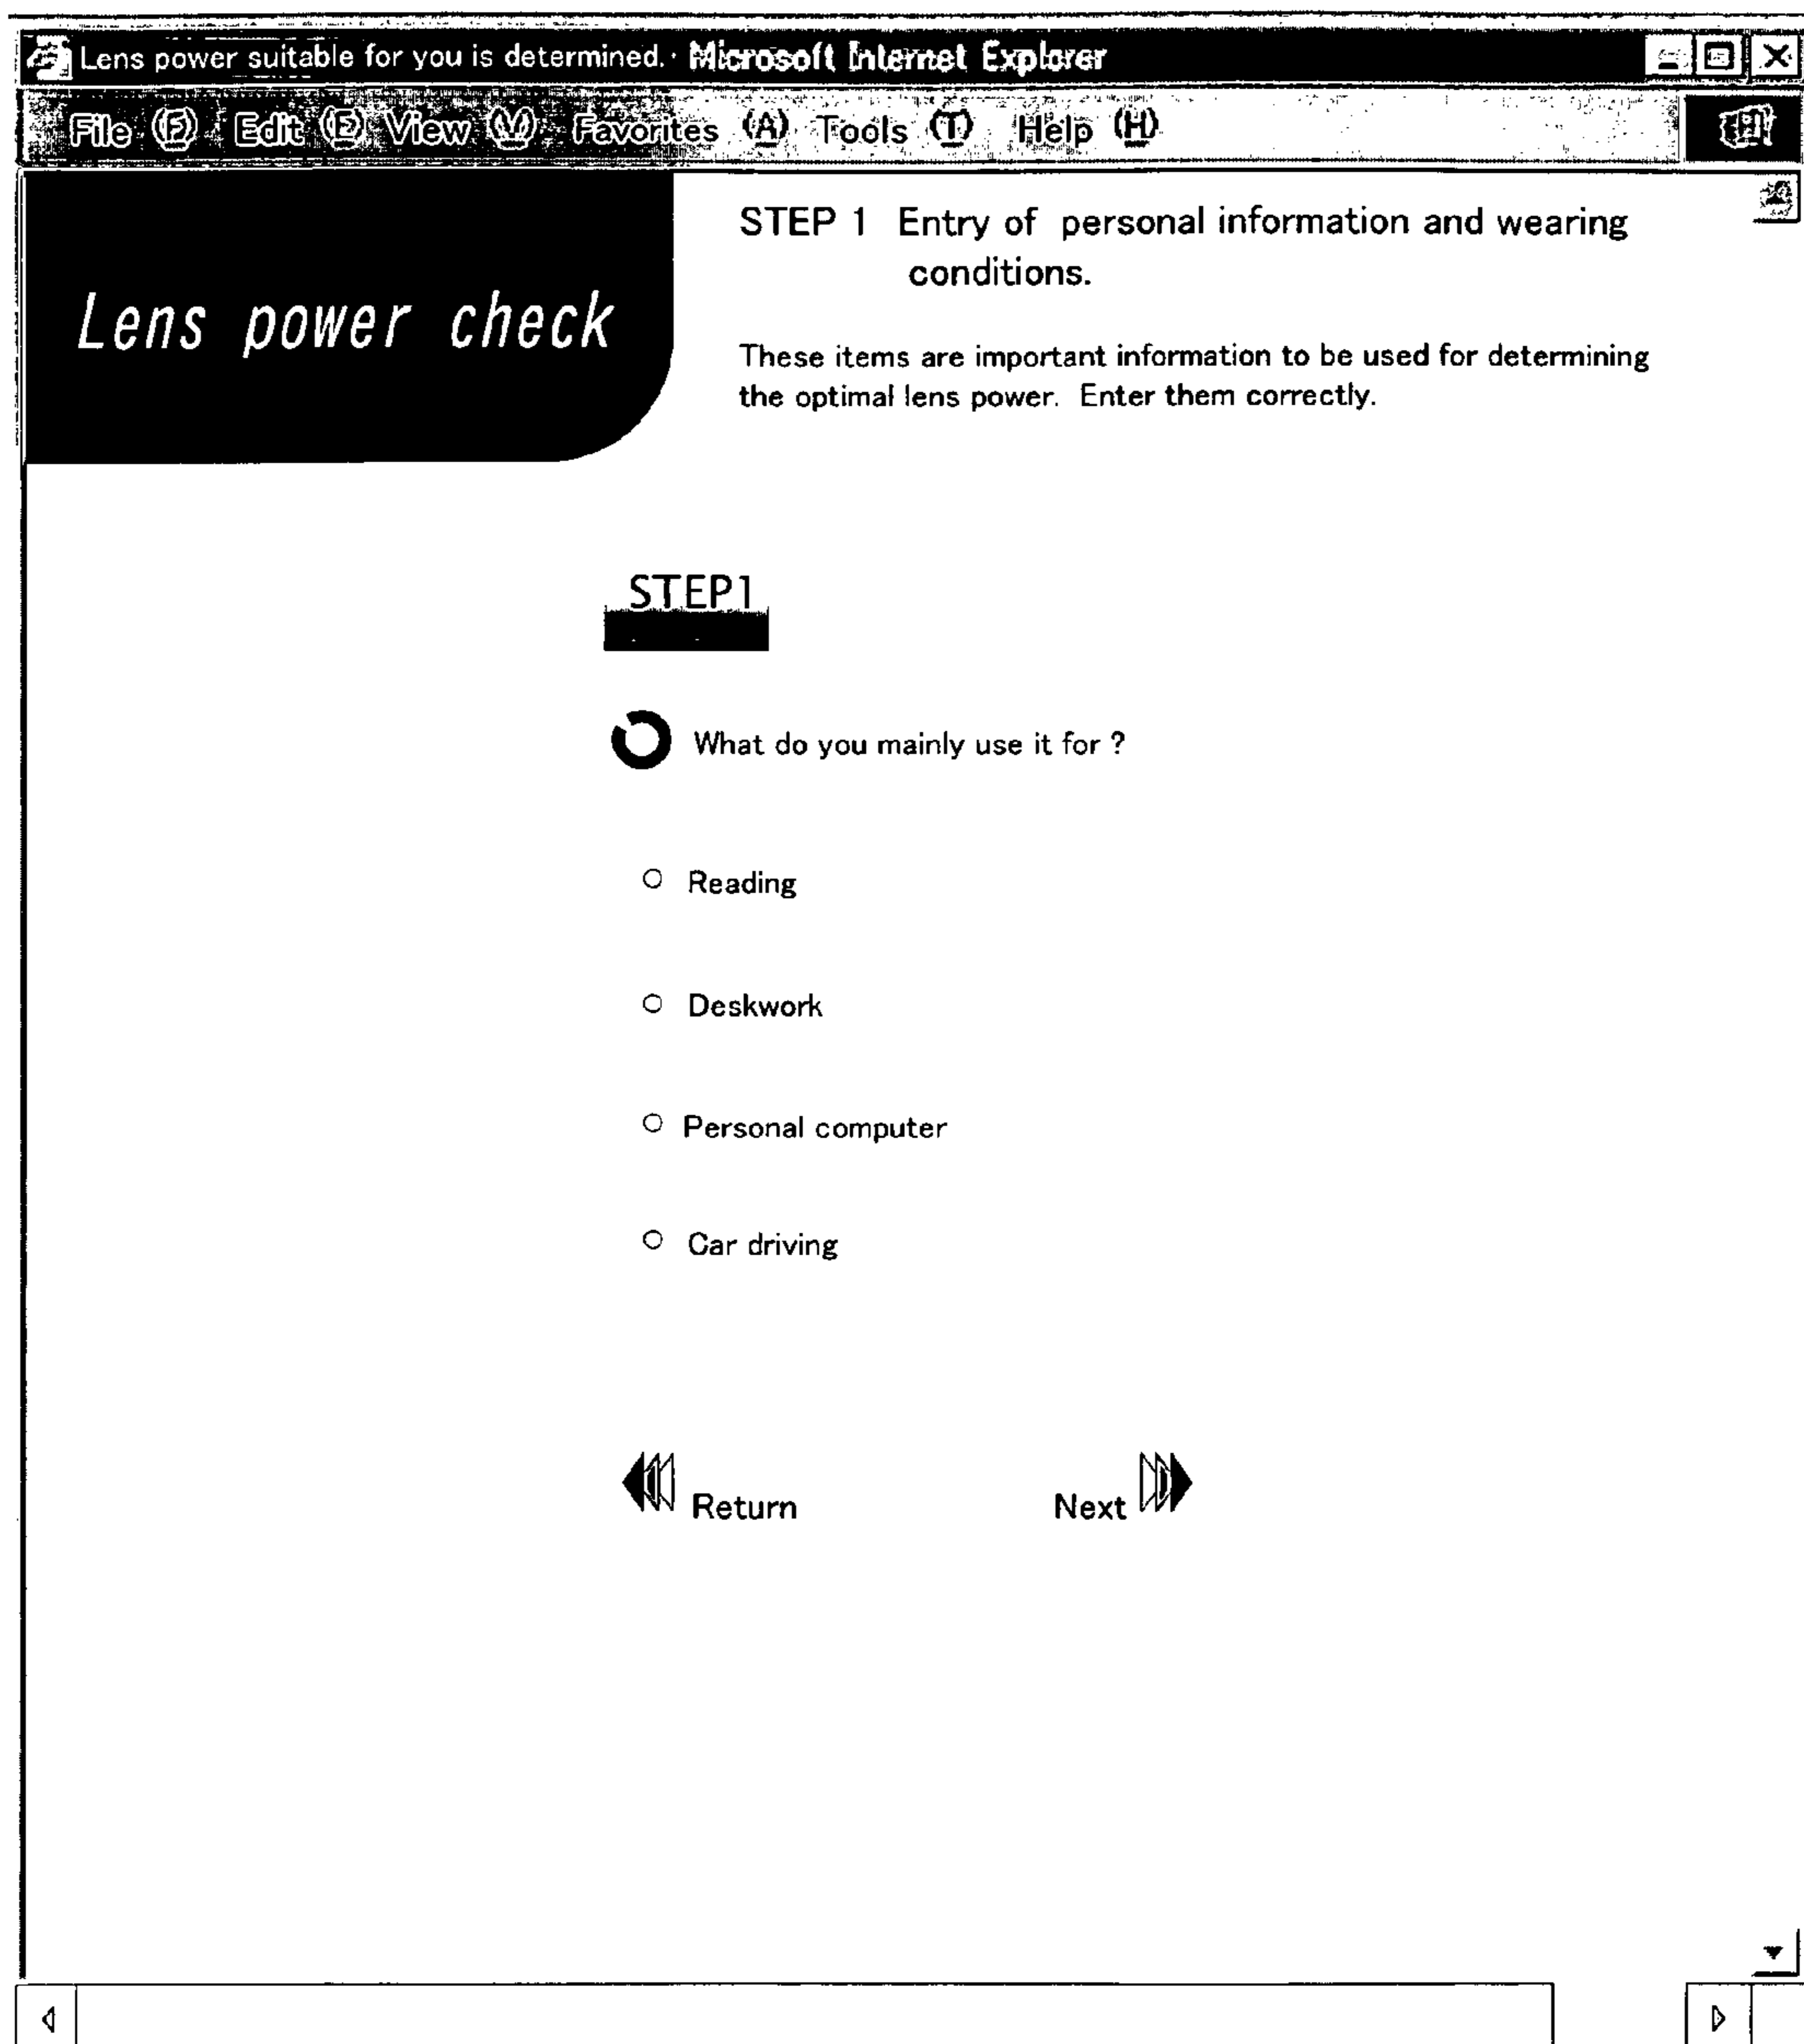 Lens power suitable for you is determined. · Microsoft Internet Explorer
File (F) Edit (E) View (V) Favorites (A) Tools (T) Help (H)
Lens power check
STEP 1 Entry of personal information and wearing
conditions.
These items are important information to be used for determining
the optimal lens power. Enter them correctly.
STEP1
What do you mainly use it for ?
Reading
Deskwork
Personal computer
Car driving
Return Next